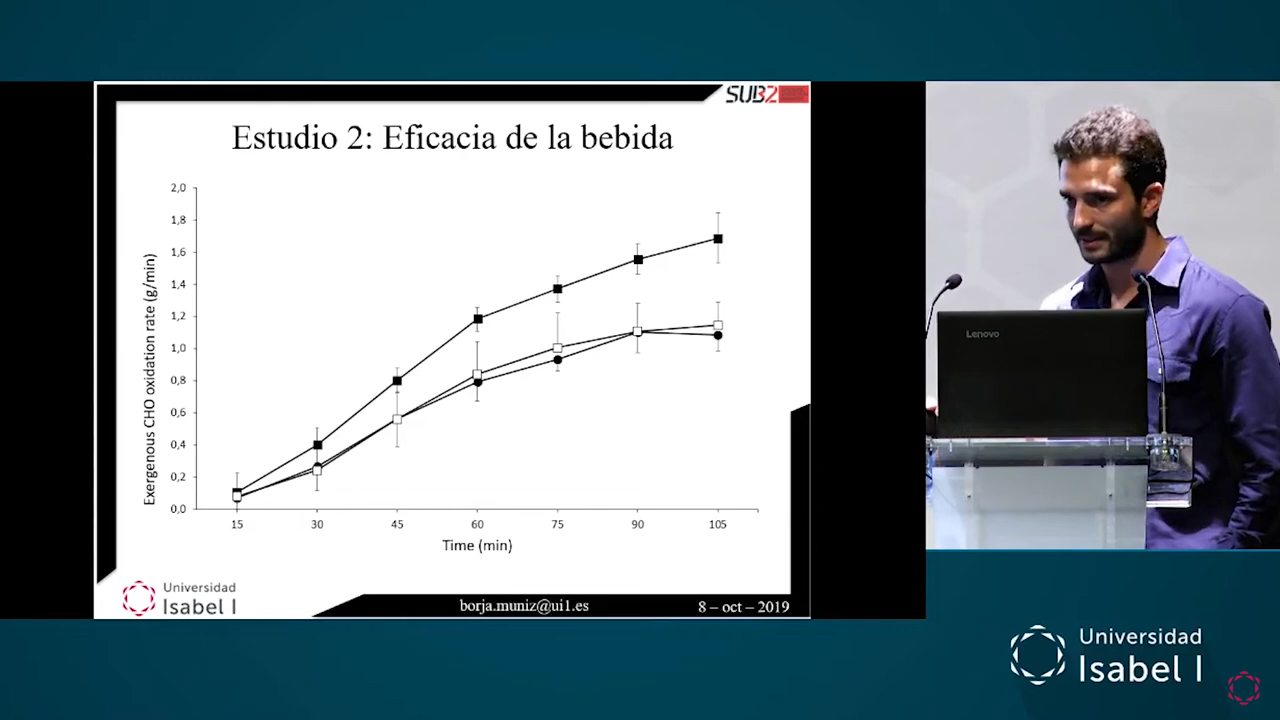 SUB2
Estudio 2: Eficacia de la bebida
2,0
1,8
1,6
1,4
1,2
1,0
0,8
0,6
0,4
0,2
0,0
Exergenous CHO oxidation rate (g/min)
15 30 45 60 75 90 105
Time (min)
Universidad
Isabel I
borja.muniz@ui1.es
8 – oct – 2019
Lenovo
Universidad
Isabel I